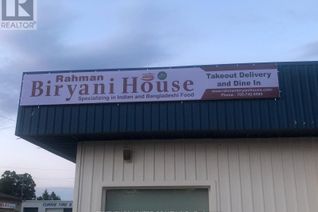 REALTOR®
Rahman
Biryani House
Specializing in Indian and Bangladeshi Food
Takeout Delivery
and Dine In